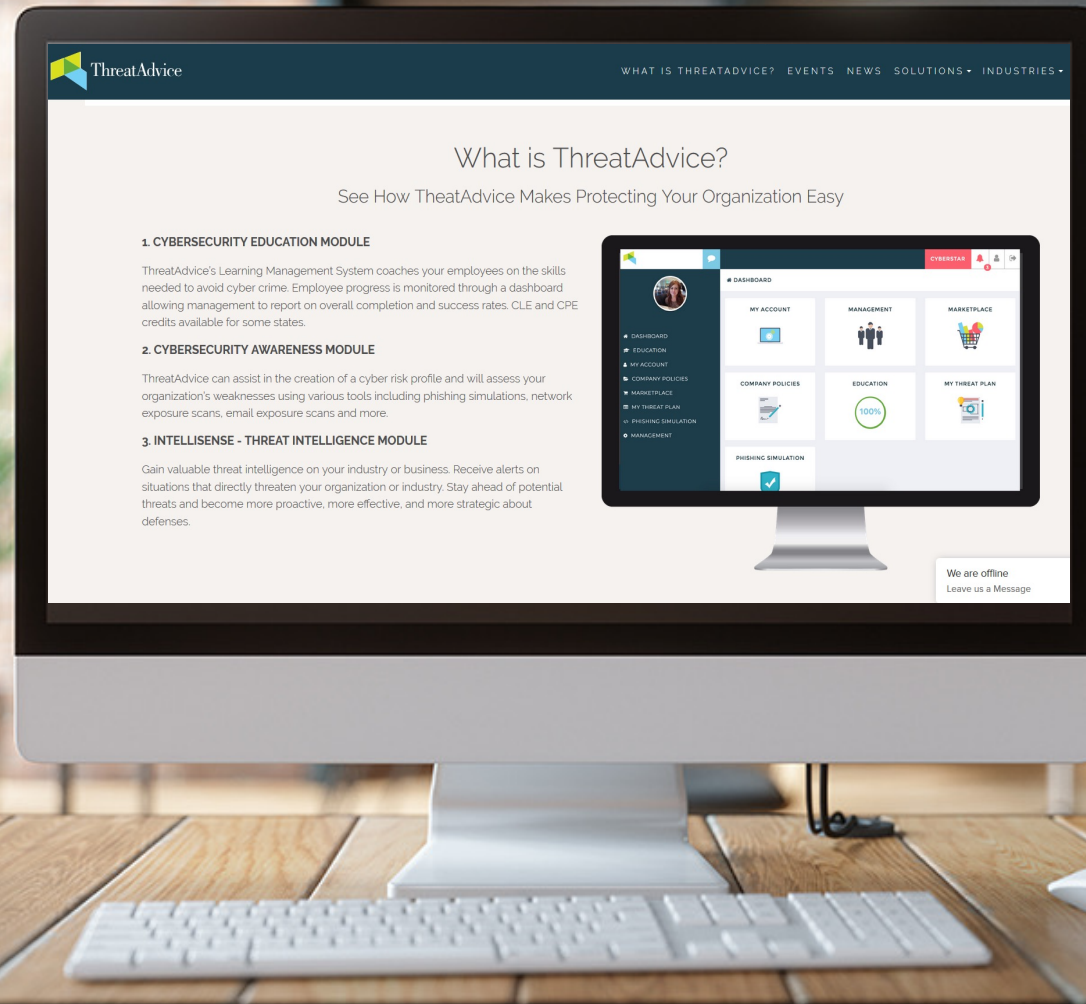 ThreatAdvice
WHAT IS THREATADVICE? EVENTS NEWS SOLUTIONS INDUSTRIES
What is ThreatAdvice?
See How TheatAdvice Makes Protecting Your Organization Easy
1. CYBERSECURITY EDUCATION MODULE
ThreatAdvice's Learning Management System coaches your employees on the skills
needed to avoid cyber crime. Employee progress is monitored through a dashboard
allowing management to report on overall completion and success rates. CLE and CPE
credits available for some states.
2. CYBERSECURITY AWARENESS MODULE
ThreatAdvice can assist in the creation of a cyber risk profile and will assess your
organization's weaknesses using various tools including phishing simulations, network
exposure scans, email exposure scans and more.
3. INTELLISENSE - THREAT INTELLIGENCE MODULE
Gain valuable threat intelligence on your industry or business. Receive alerts on
situations that directly threaten your organization or industry. Stay ahead of potential
threats and become more proactive, more effective, and more strategic about
defenses.
CYBERSTAR
DASHBOARD
DASHBOARD
EDUCATION
MY ACCOUNT
COMPANY POLICIES
MARKETPLACE
MY THREAT PLAN
PHISHING SIMULATION
MANAGEMENT
MY ACCOUNT
MANAGEMENT
MARKETPLACE
COMPANY POLICIES
EDUCATION
MY THREAT PLAN
100%
PHISHING SIMULATION
We are offline
Leave us a Message